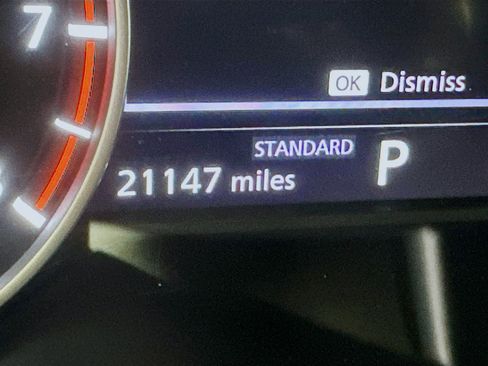 7
OK Dismiss
STANDARD P
21147 miles